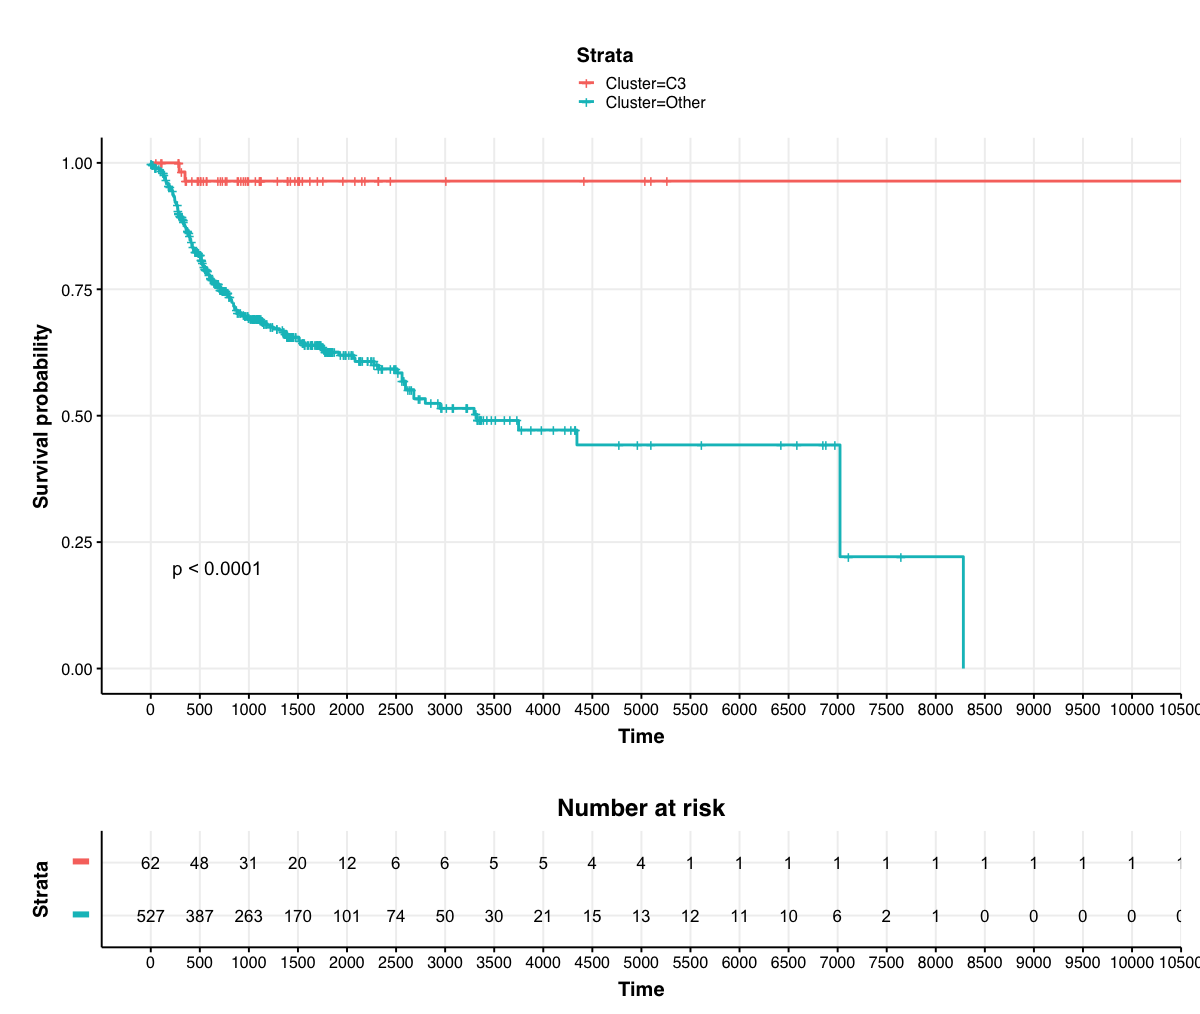 Strata
Cluster=C3
Cluster=Other
1.00
0.75
0.50
0.25
0.00
Survival probability
p < 0.0001
0 500 1000 1500 2000 2500 3000 3500 4000 4500 5000 5500 6000 6500 7000 7500 8000 8500 9000 9500 10000 10500
Time
Number at risk
Strata
62 48 31 20 12 6 6 5 5 4 4 1 1 1 1 1 1 1 1 1 1 1
527 387 263 170 101 74 50 30 21 15 13 12 11 10 6 2 1 0 0 0 0 0
0 500 1000 1500 2000 2500 3000 3500 4000 4500 5000 5500 6000 6500 7000 7500 8000 8500 9000 9500 10000 10500
Time